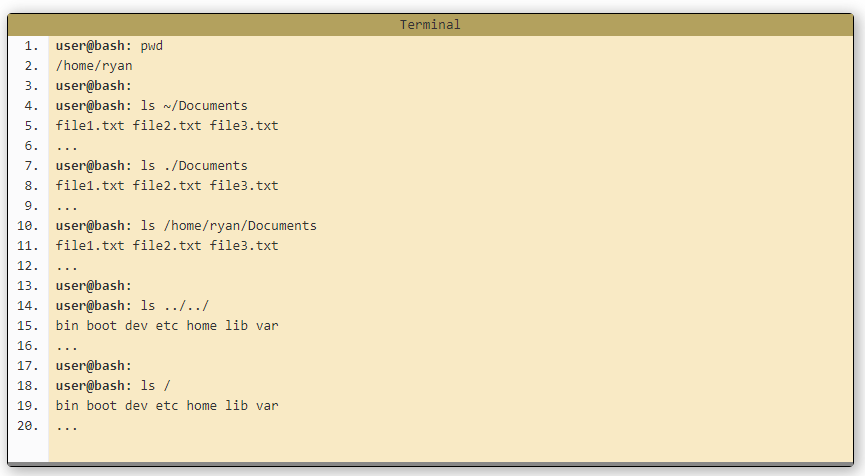 Terminal
1. user@bash: pwd
2. /home/ryan
3. user@bash:
4. user@bash: ls ~/Documents
5. file1.txt file2.txt file3.txt
6. ...
7. user@bash: ls ./Documents
8. file1.txt file2.txt file3.txt
9. ...
10. user@bash: ls /home/ryan/Documents
11. file1.txt file2.txt file3.txt
12. ...
13. user@bash:
14. user@bash: ls ../../
15. bin boot dev etc home lib var
16. ...
17. user@bash:
18. user@bash: ls /
19. bin boot dev etc home lib var
20. ...